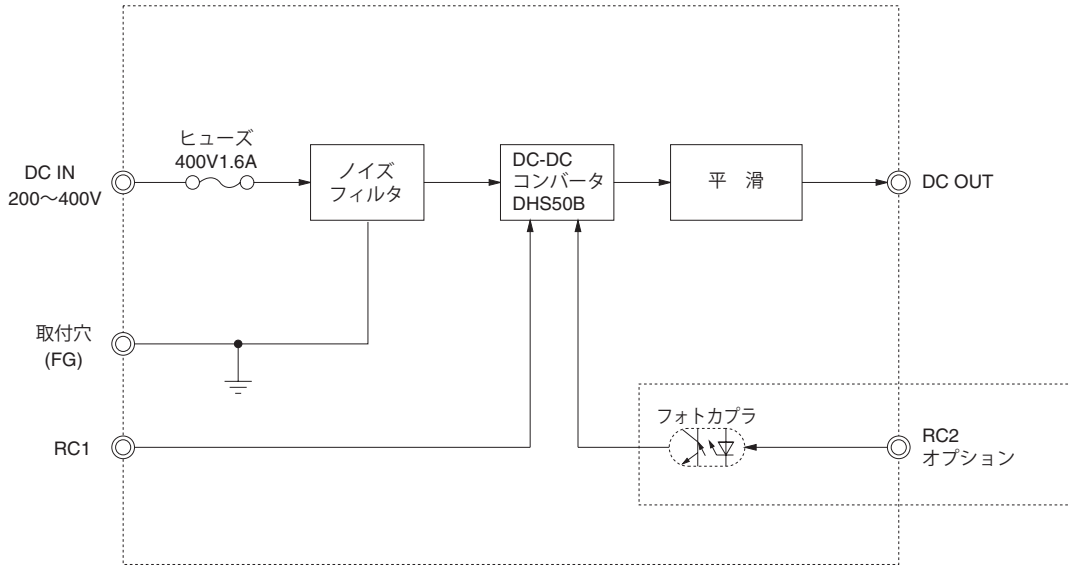 DC IN
200～400V
ヒューズ
400V1.6A
ノイズ
フィルタ
DC-DC
コンバータ
DHS50B
平　滑
DC OUT
取付穴
(FG)
RC1
フォトカプラ
RC2
オプション